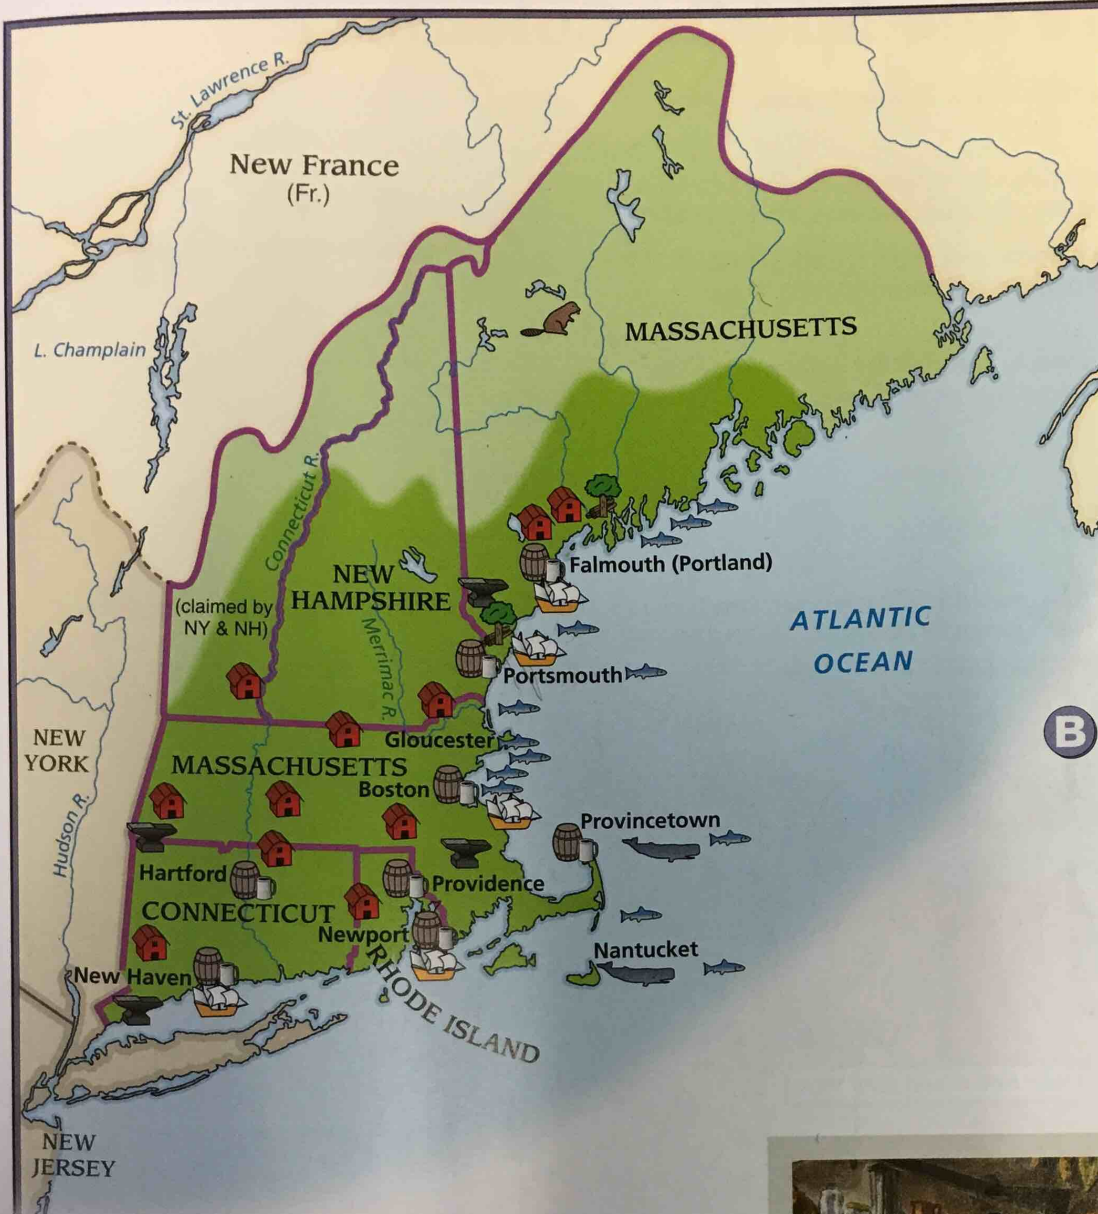 St. Lawrence R.
New France
(Fr.)
L. Champlain
MASSACHUSETTS
Connecticut R.
Falmouth (Portland)
NEW
HAMPSHIRE
(claimed by
NY & NH)
Merrimac R.
ATLANTIC
OCEAN
Portsmouth
B
NEW
YORK
Gloucester
MASSACHUSETTS
Boston
Hudson R.
Provincetown
Hartford
Providence
CONNECTICUT
Newport
Nantucket
New Haven
RHODE ISLAND
NEW
JERSEY